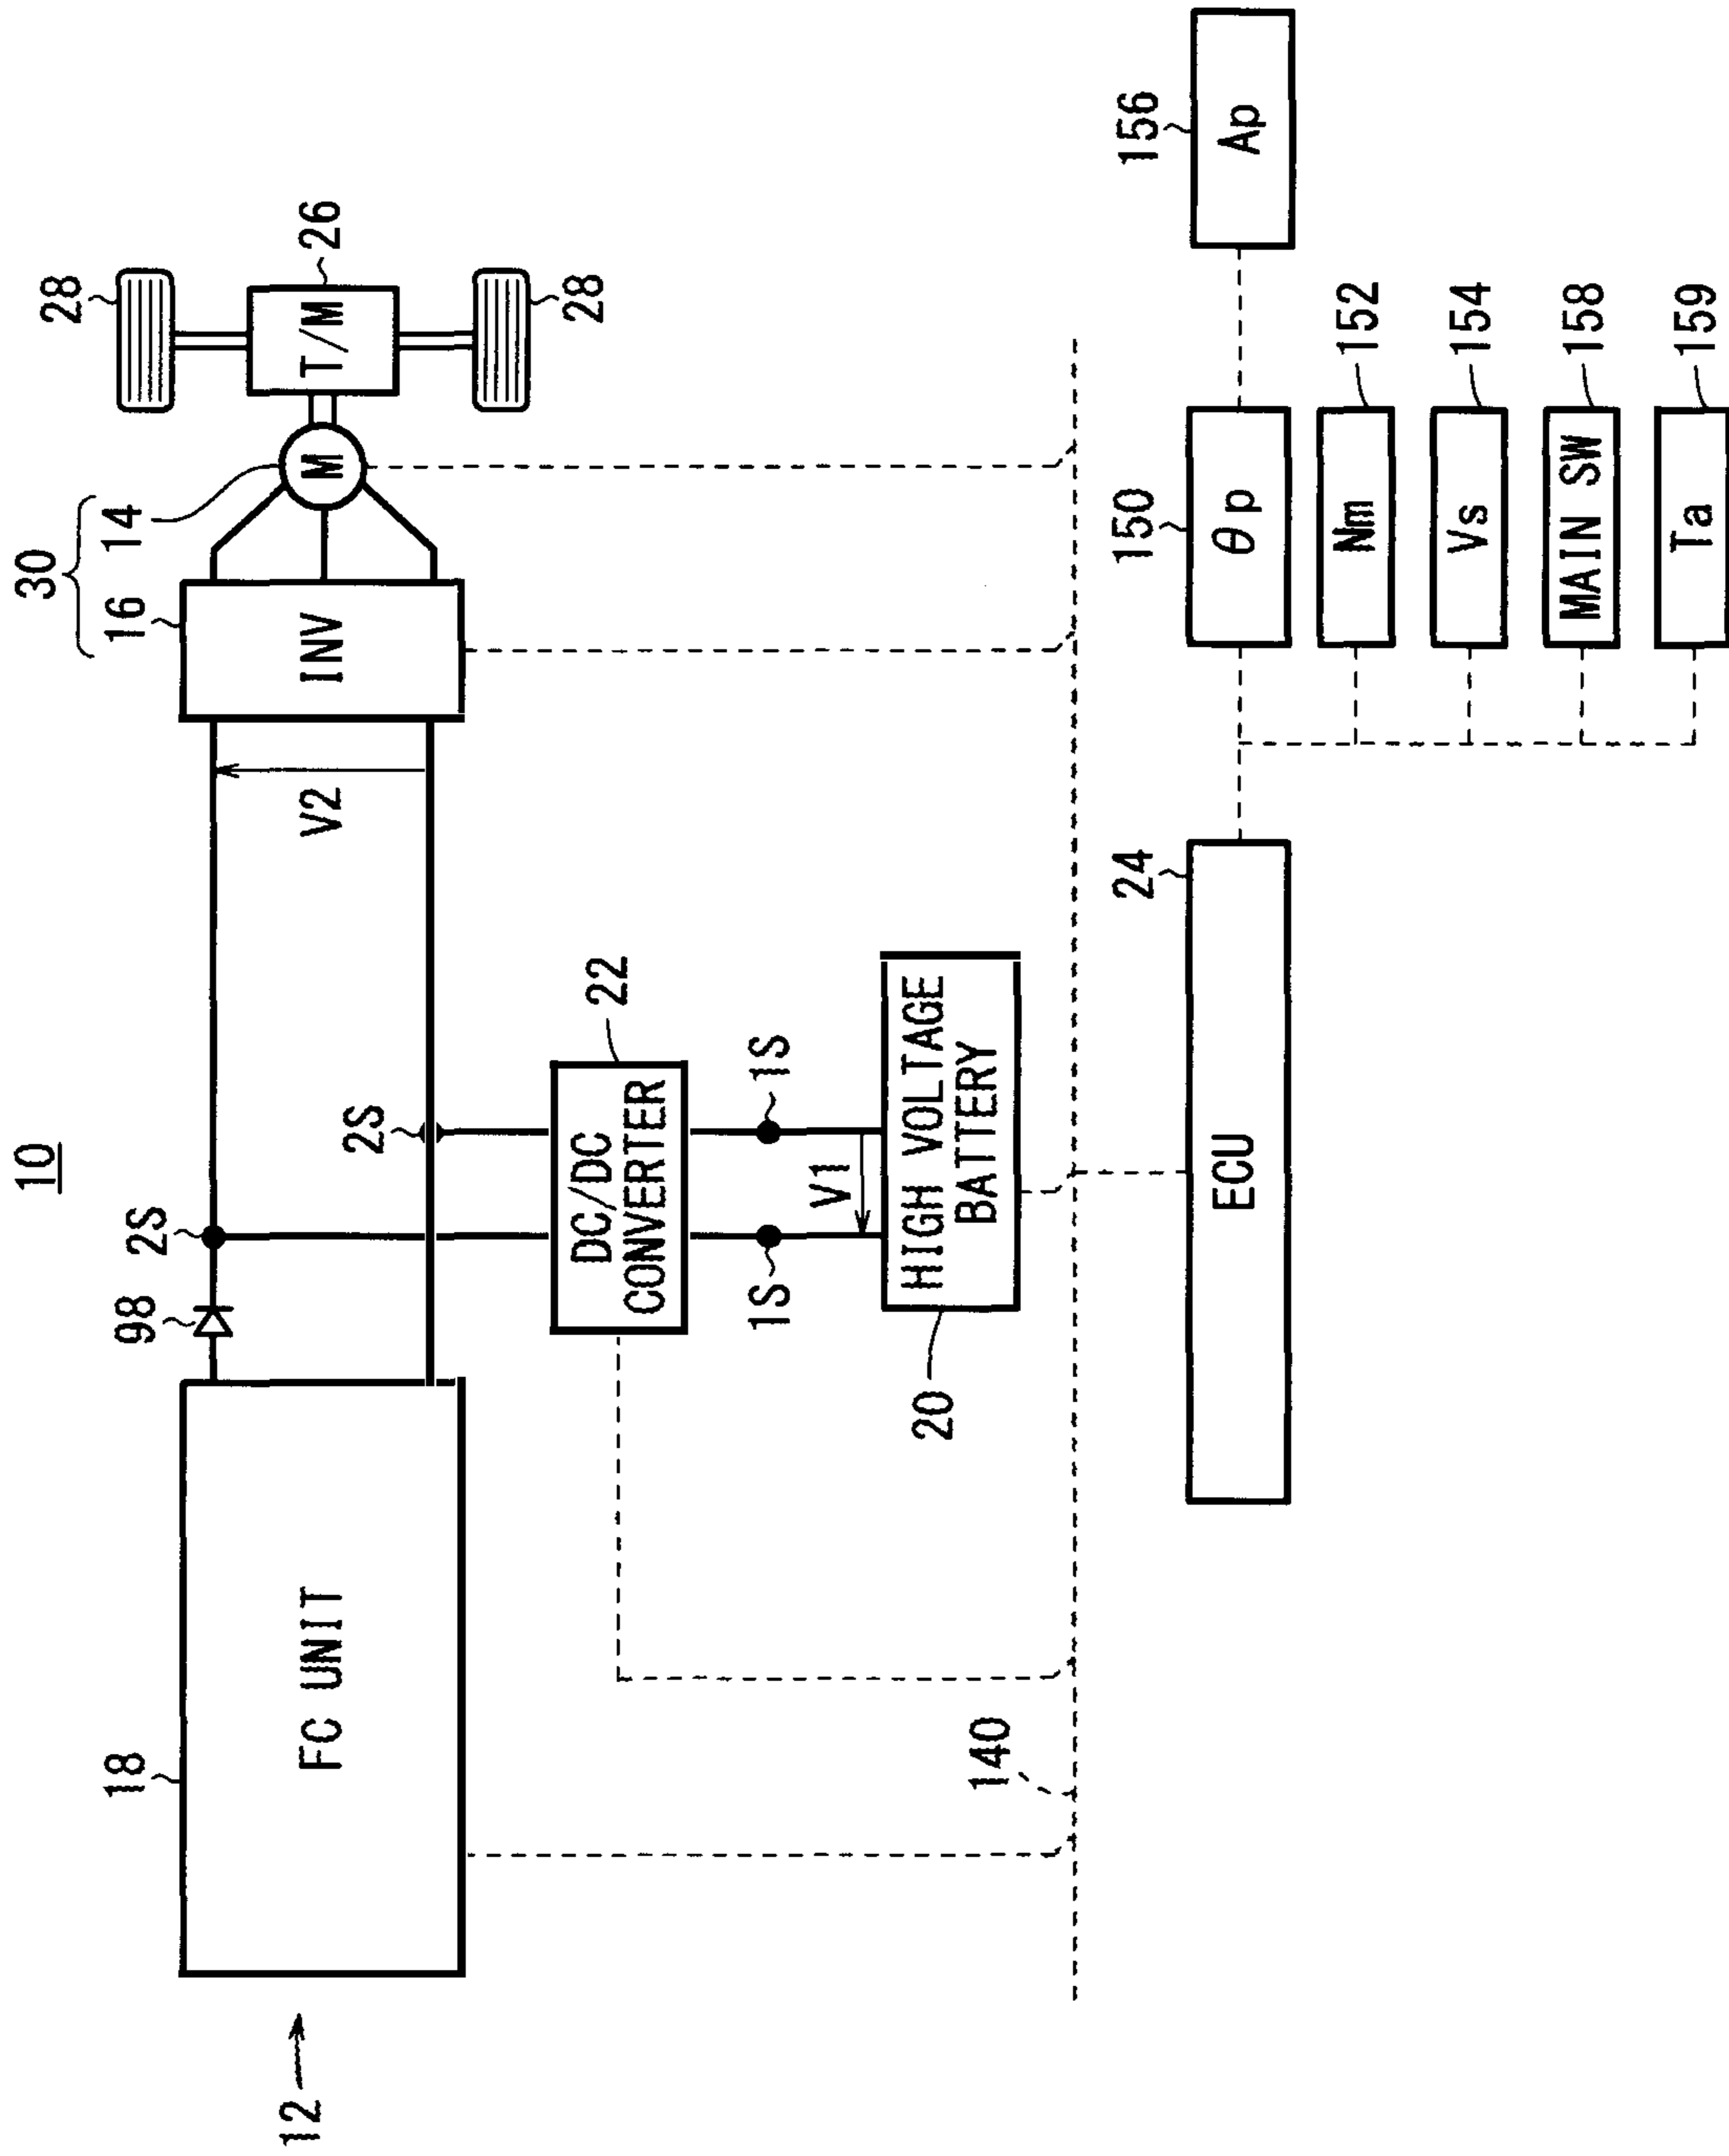 10
12
18
FC UNIT
98
2S
2S
V2
30
16
14
INV
M
28
T/M
26
28
22
DC/DC
CONVERTER
1S
1S
V1
20
HIGH VOLTAGE
BATTERY
140
24
ECU
150
θp
156
Ap
Nm
152
Vs
154
MAIN SW
158
Ta
159